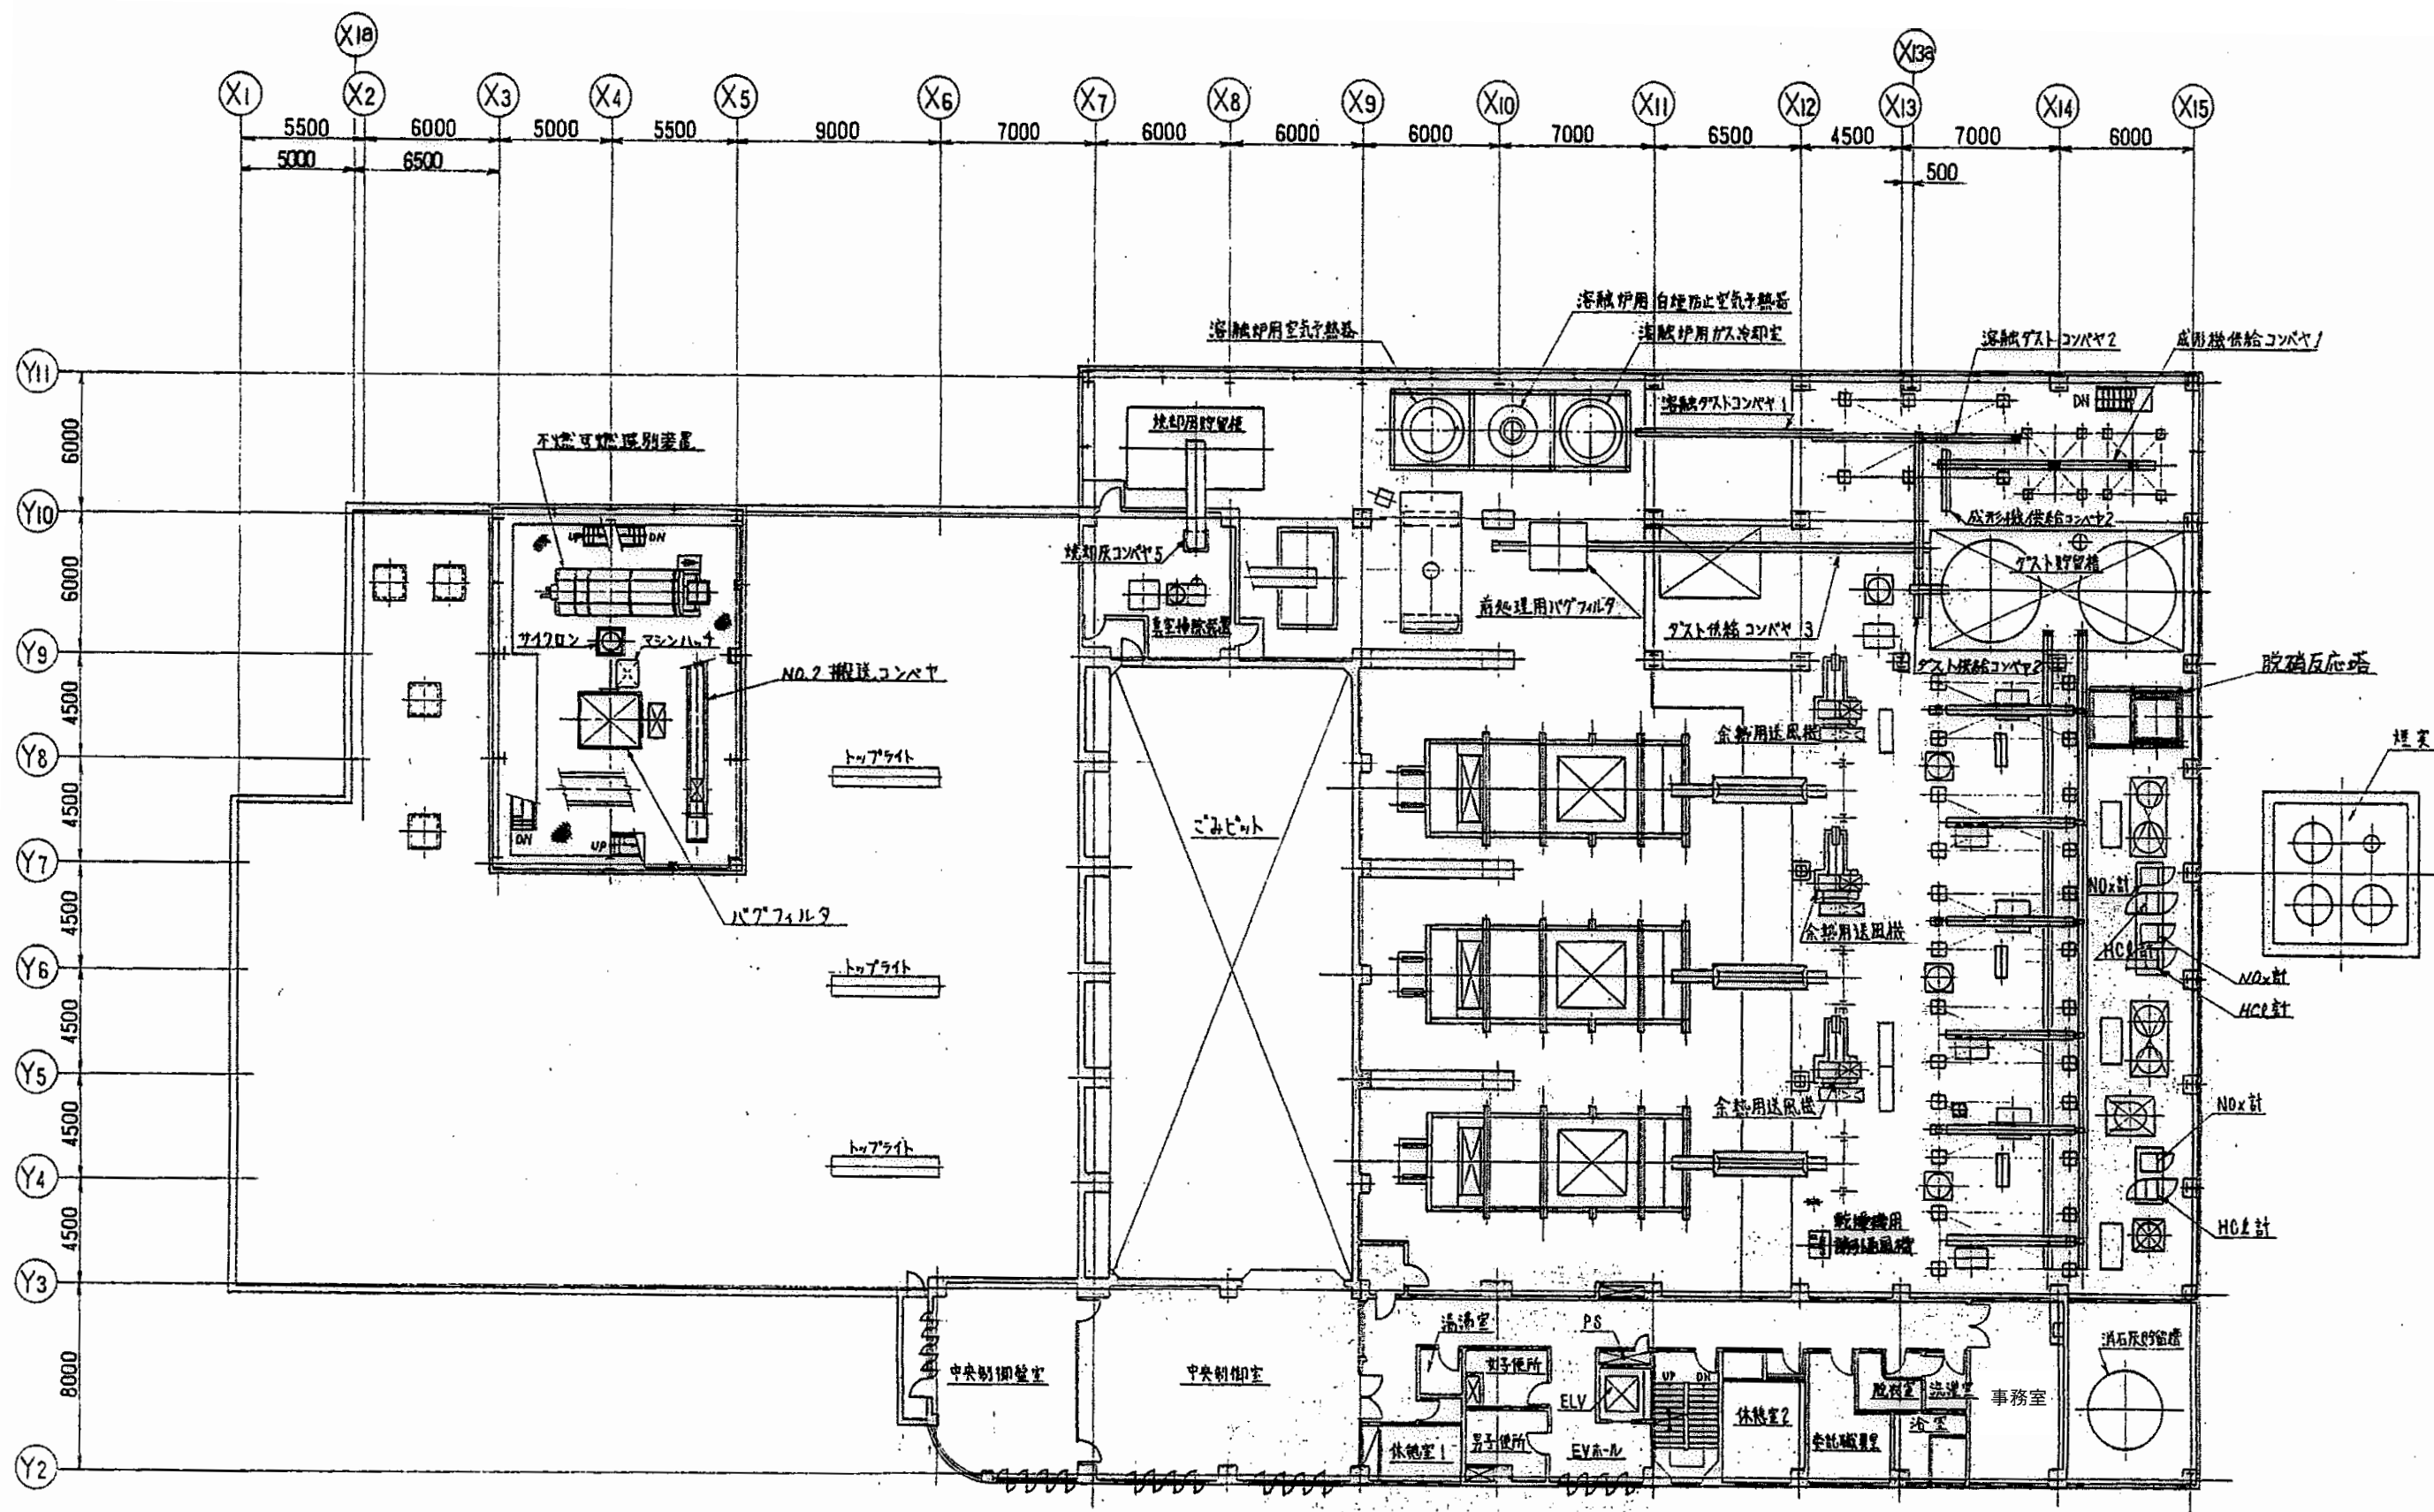 X1a
X13a
X1 X2 X3 X4 X5 X6 X7 X8 X9 X10 X11 X12 X13 X14 X15
5500 6000 5000 5500 9000 7000 6000 6000 6000 7000 6500 4500 7000 6000
5000 6500 500
溶融炉用白煙防止空気予熱器
溶融炉用空気予熱器
溶融炉用ガス冷却室
溶融ダストコンベヤ2
成形機供給コンベヤ1
Y11
溶融ダストコンベヤ1
DN
焼却灰貯留槽
6000
不燃可燃選別装置
Y10
成形機供給コンベヤ2
UP DN
焼却灰コンベヤ5
ダスト貯留槽
6000
前処理用バグフィルタ
真空掃除装置
ダスト供給コンベヤ3
サイクロン
マシンハッチ
Y9
ダスト供給コンベヤ2
脱硝反応塔
NO.2 搬送コンベヤ
4500
余熱用送風機
煙突
Y8
トップライト
4500
ごみピット
DN
UP
Y7
NOx計
バグフィルタ
4500
余熱用送風機
HCl計
Y6
トップライト
NOx計
HCl計
4500
Y5
余熱用送風機
NOx計
4500
トップライト
Y4
乾燥機用
誘引通風機
HCl計
4500
Y3
湯沸室
PS
消石灰貯留槽
女子便所
8000
中央制御盤室
中央制御室
UP DN
脱衣室
洗濯室
事務室
ELV
休憩室2
浴室
休憩室1
男子便所
EVホール
委託職員室
Y2